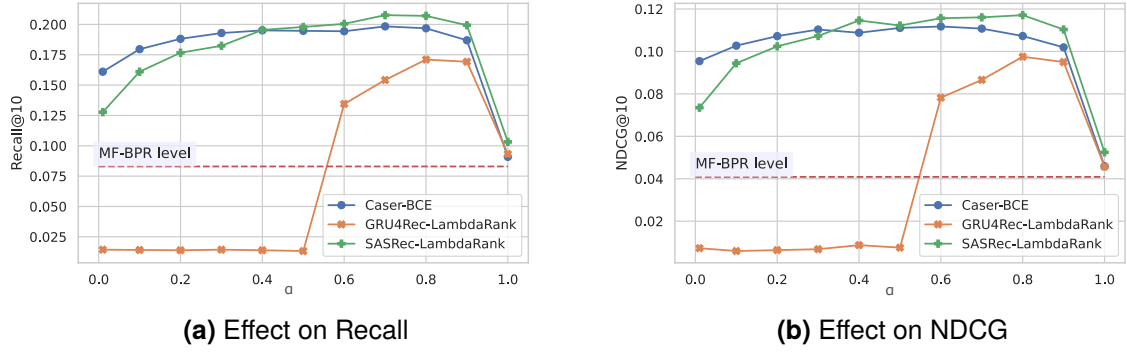 0.200
0.175
0.150
0.125
0.100
0.075
0.050
0.025
Recall@10
MF-BPR level
Caser-BCE
GRU4Rec-LambdaRank
SASRec-LambdaRank
0.0 0.2 0.4 0.6 0.8 1.0
α
(a) Effect on Recall
0.12
0.10
0.08
0.06
0.04
0.02
NDCG@10
MF-BPR level
Caser-BCE
GRU4Rec-LambdaRank
SASRec-LambdaRank
0.0 0.2 0.4 0.6 0.8 1.0
α
(b) Effect on NDCG